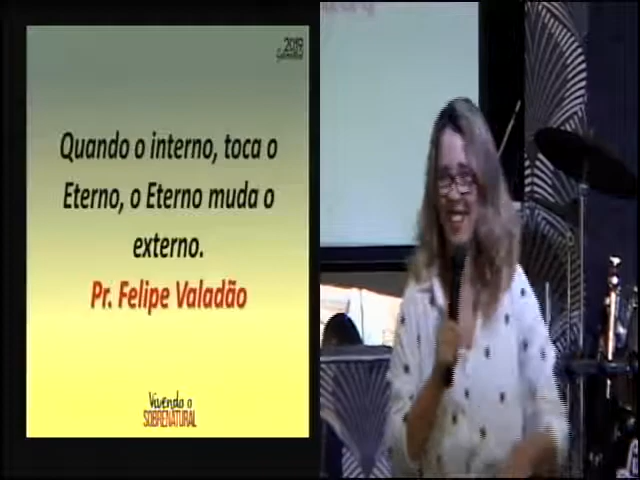 2019
Quando o interno, toca o
Eterno, o Eterno muda o
externo.
Pr. Felipe Valadão
Vivendo o
SOBRENATURAL